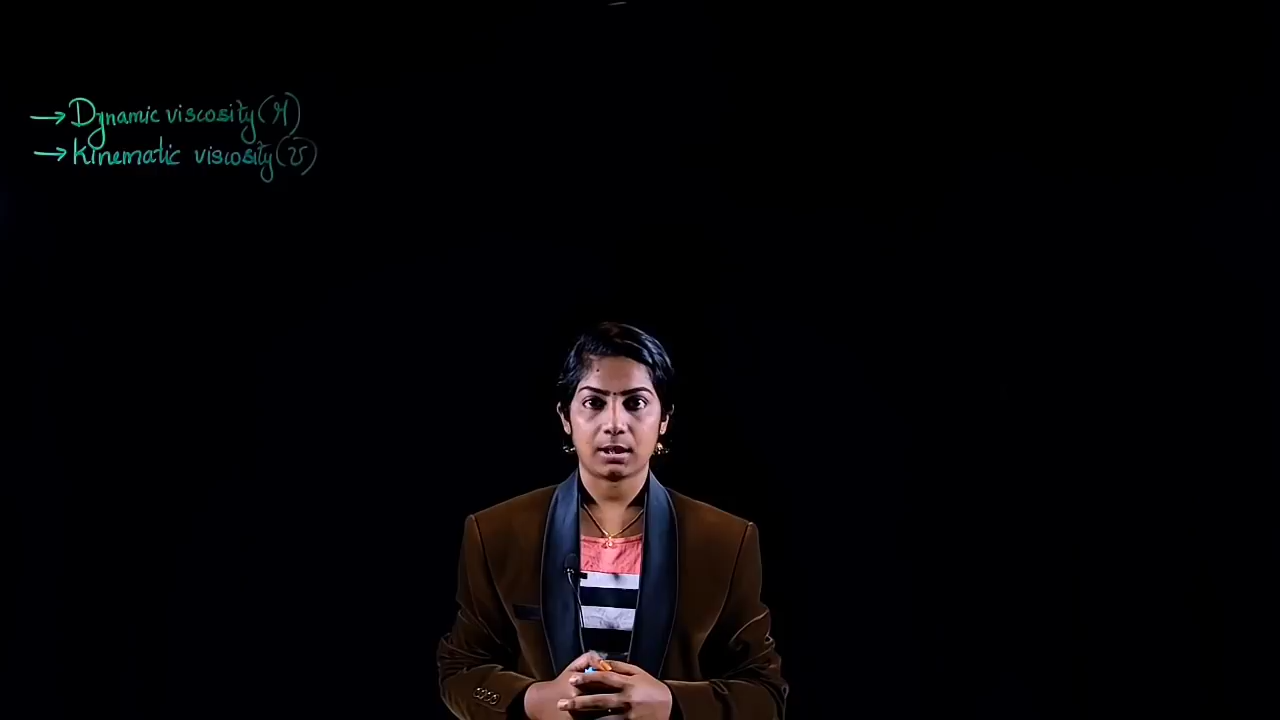 → Dynamic viscosity (μ)
→ Kinematic viscosity (ν)